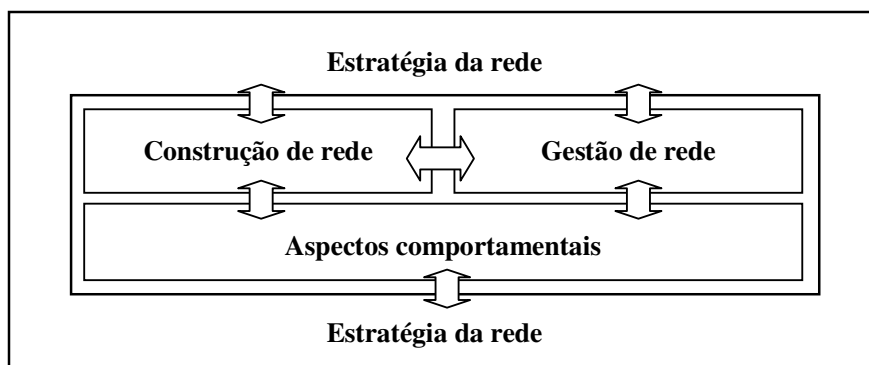 Estratégia da rede
Construção de rede
Gestão de rede
Aspectos comportamentais
Estratégia da rede